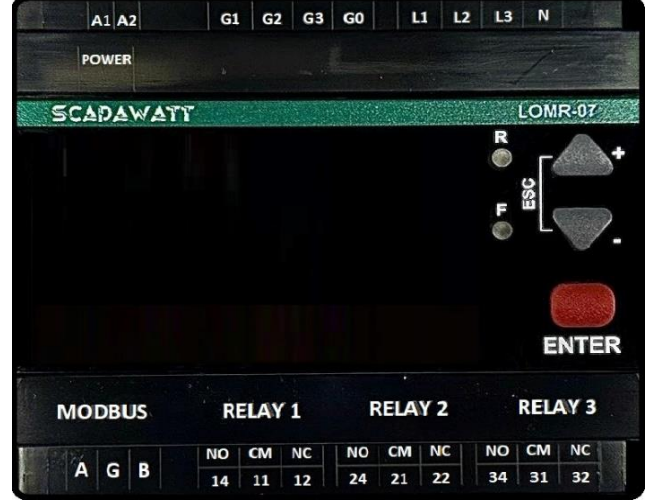 A1 A2 G1 G2 G3 G0 L1 L2 L3 N
POWER
SCADAWATT LOMR-07
R
+
ESC
F
-
ENTER
MODBUS RELAY 1 RELAY 2 RELAY 3
NO CM NC NO CM NC NO CM NC
A G B 14 11 12 24 21 22 34 31 32